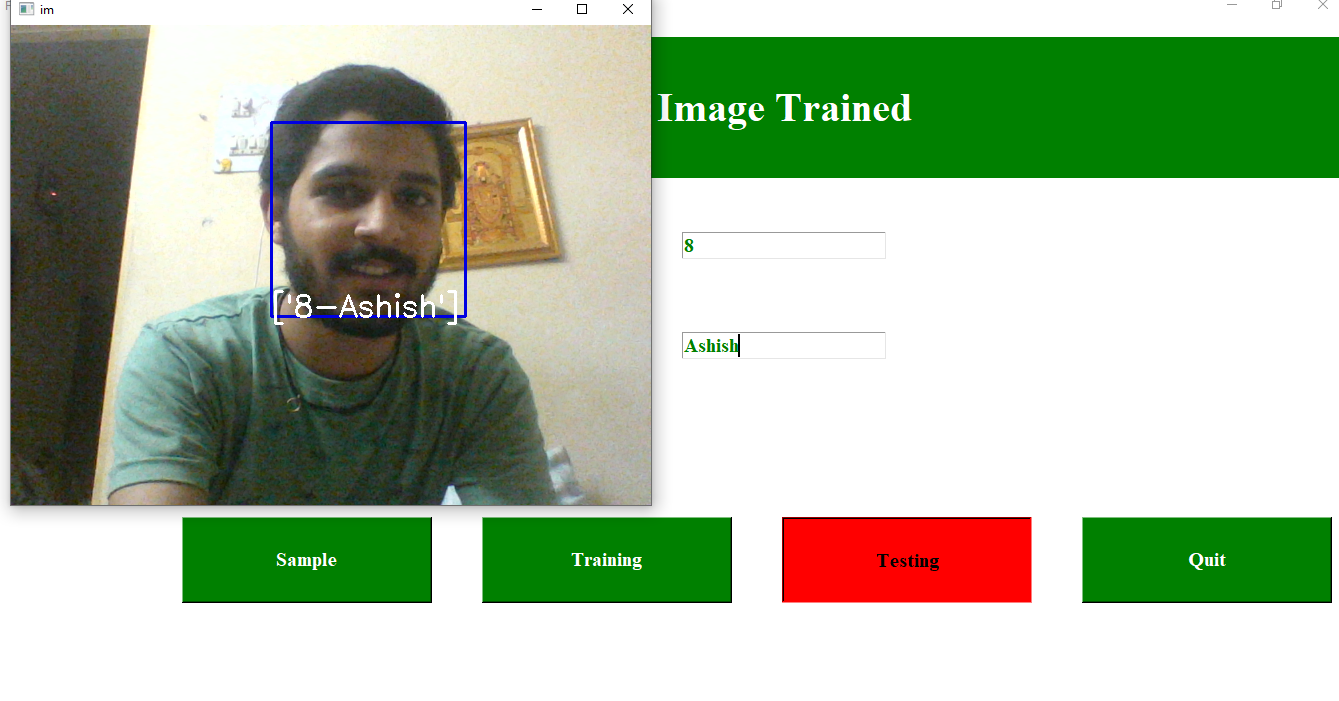 im
Image Trained
8
['8-Ashish']
Ashish
Sample
Training
Testing
Quit